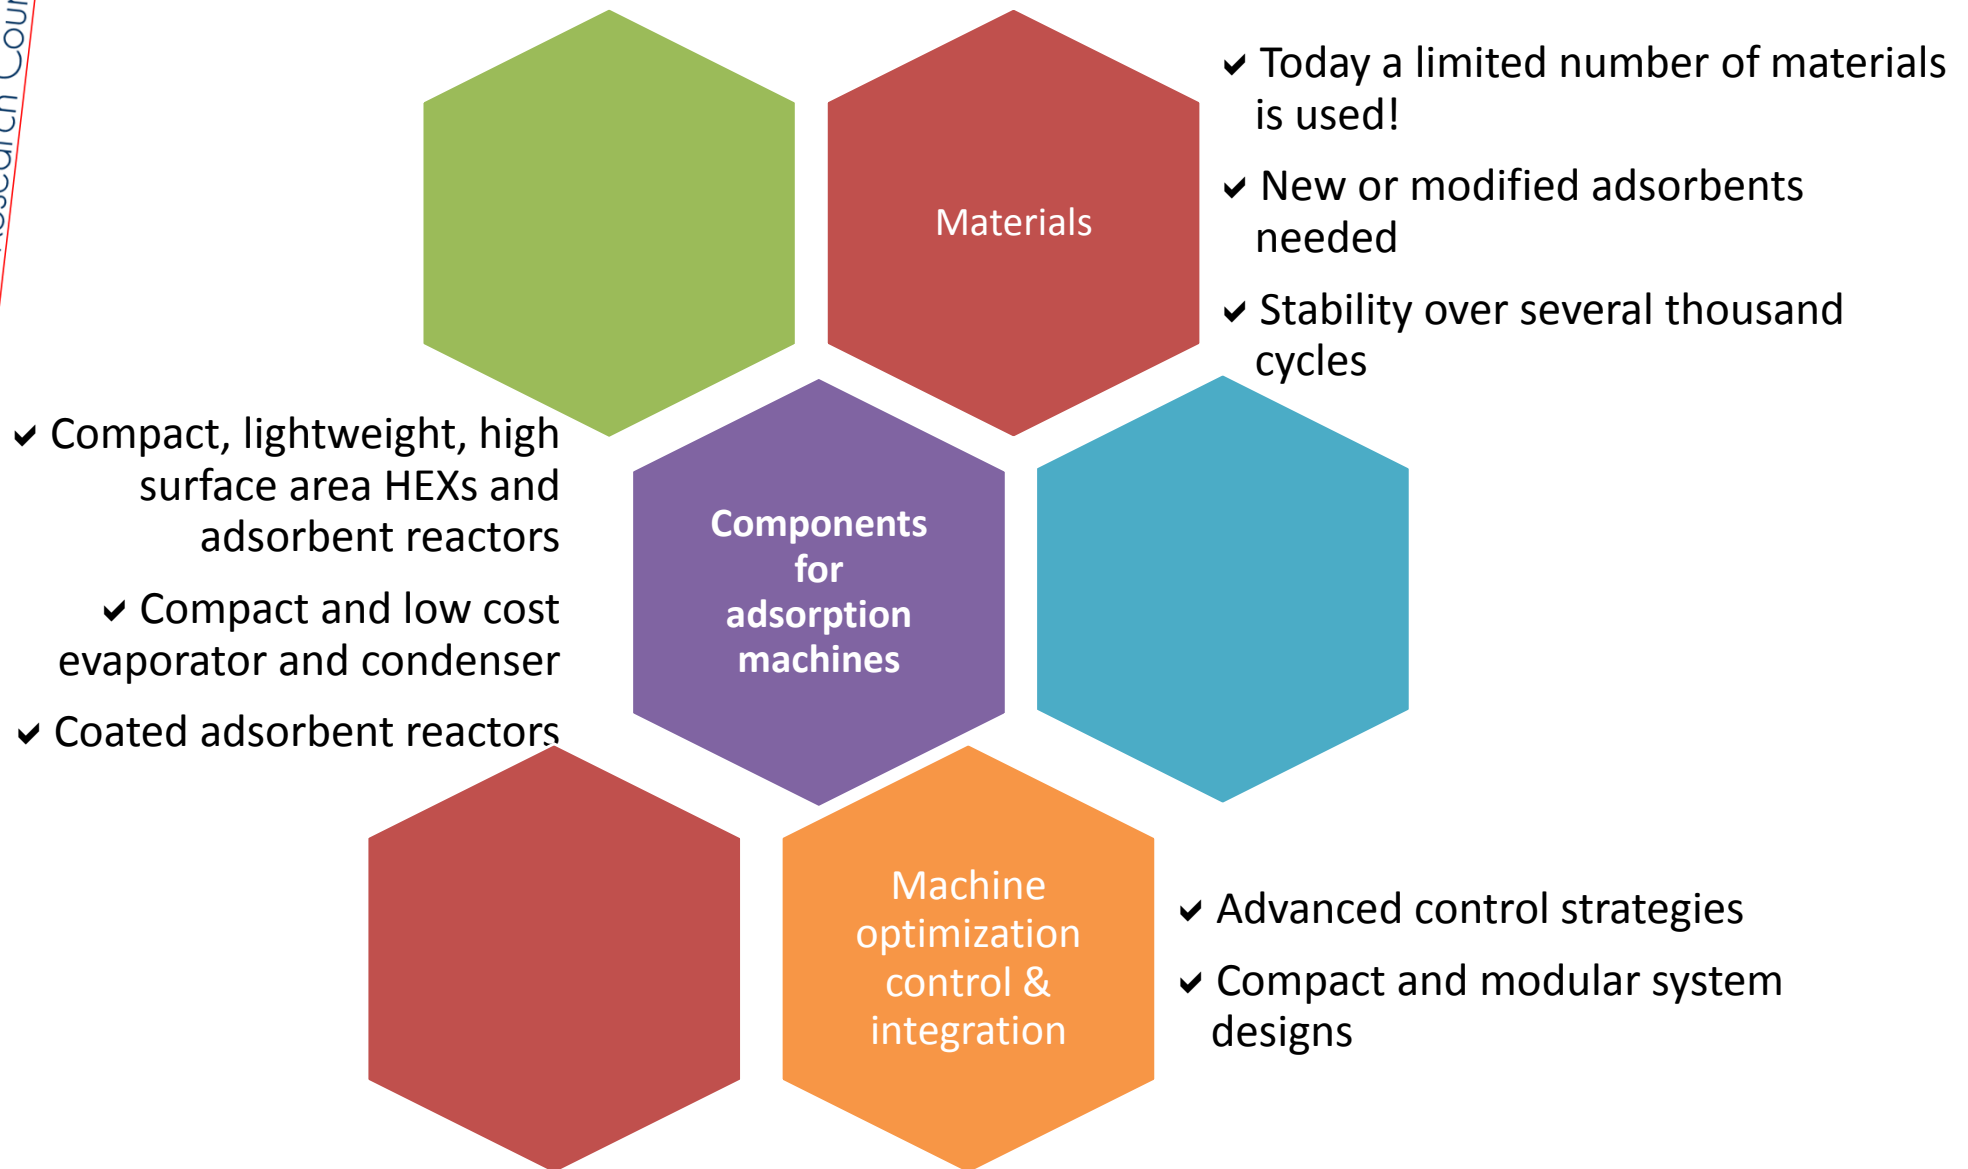 Materials
✓ Today a limited number of materials
is used!
✓ New or modified adsorbents
needed
✓ Stability over several thousand
cycles
✓ Compact, lightweight, high
surface area HEXs and
adsorbent reactors
✓ Compact and low cost
evaporator and condenser
✓ Coated adsorbent reactors
Components
for
adsorption
machines
Machine
optimization
control &
integration
✓ Advanced control strategies
✓ Compact and modular system
designs